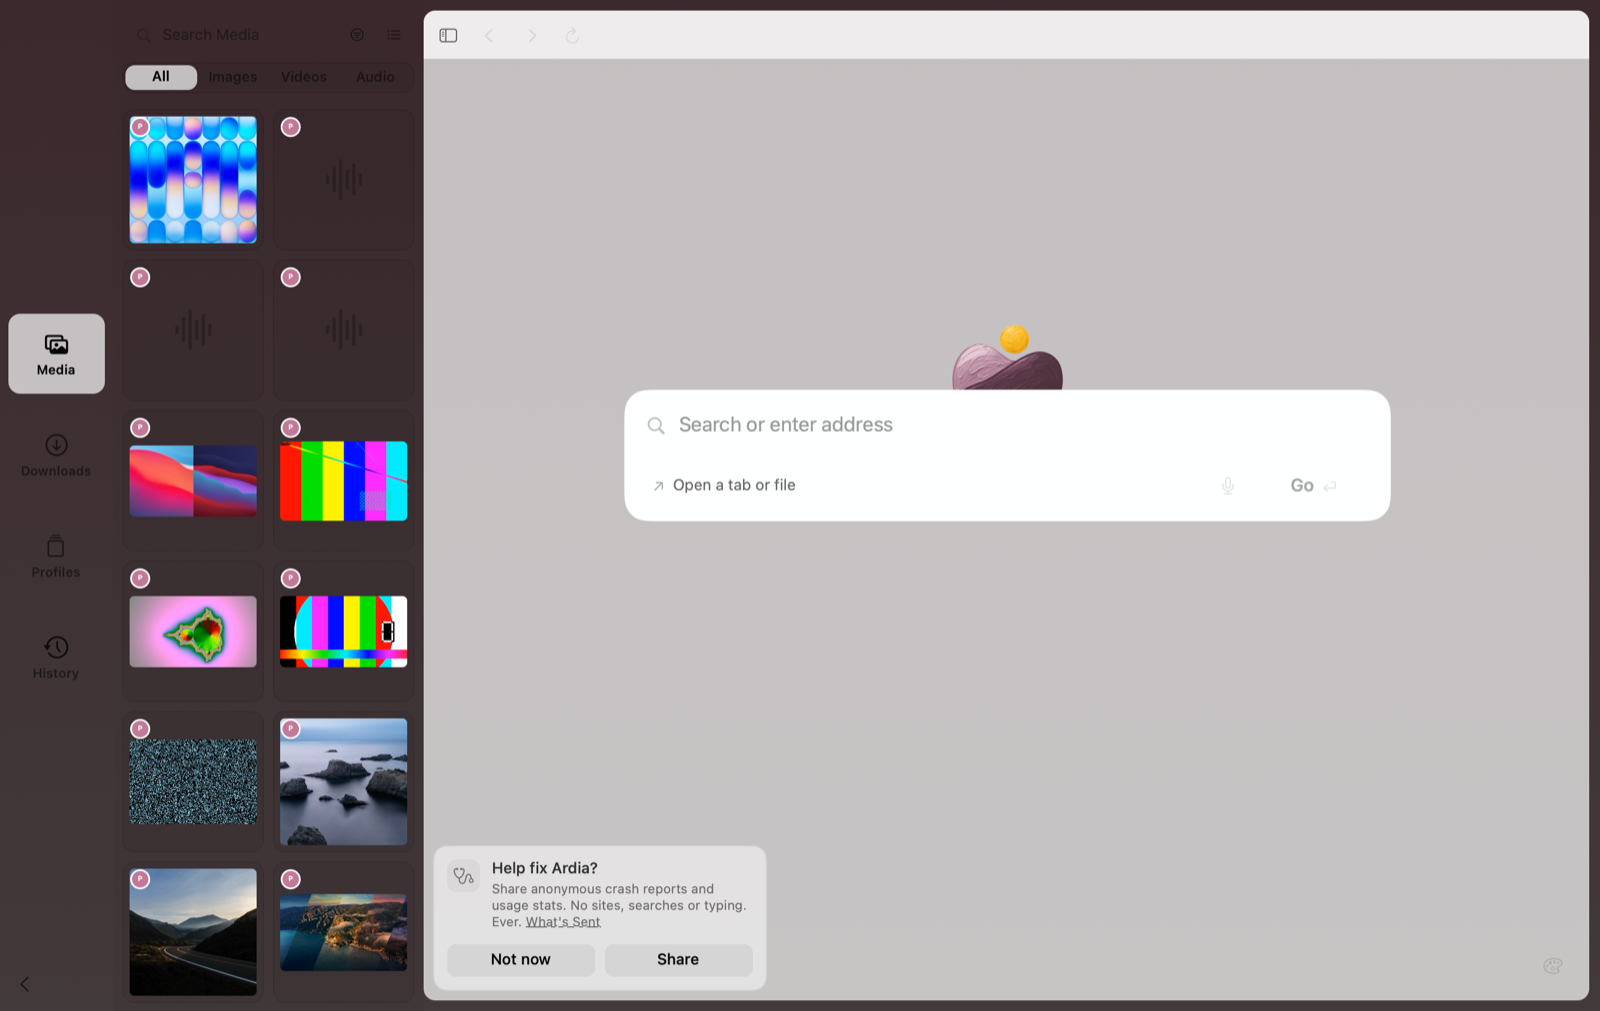 Search Media
All
Images
Videos
Audio
P
P
P
P
P
P
P
P
P
P
P
P
Media
Downloads
Profiles
History
Search or enter address
Open a tab or file
Go
Help fix Ardia?
Share anonymous crash reports and
usage stats. No sites, searches or typing.
Ever. What's Sent
Not now
Share